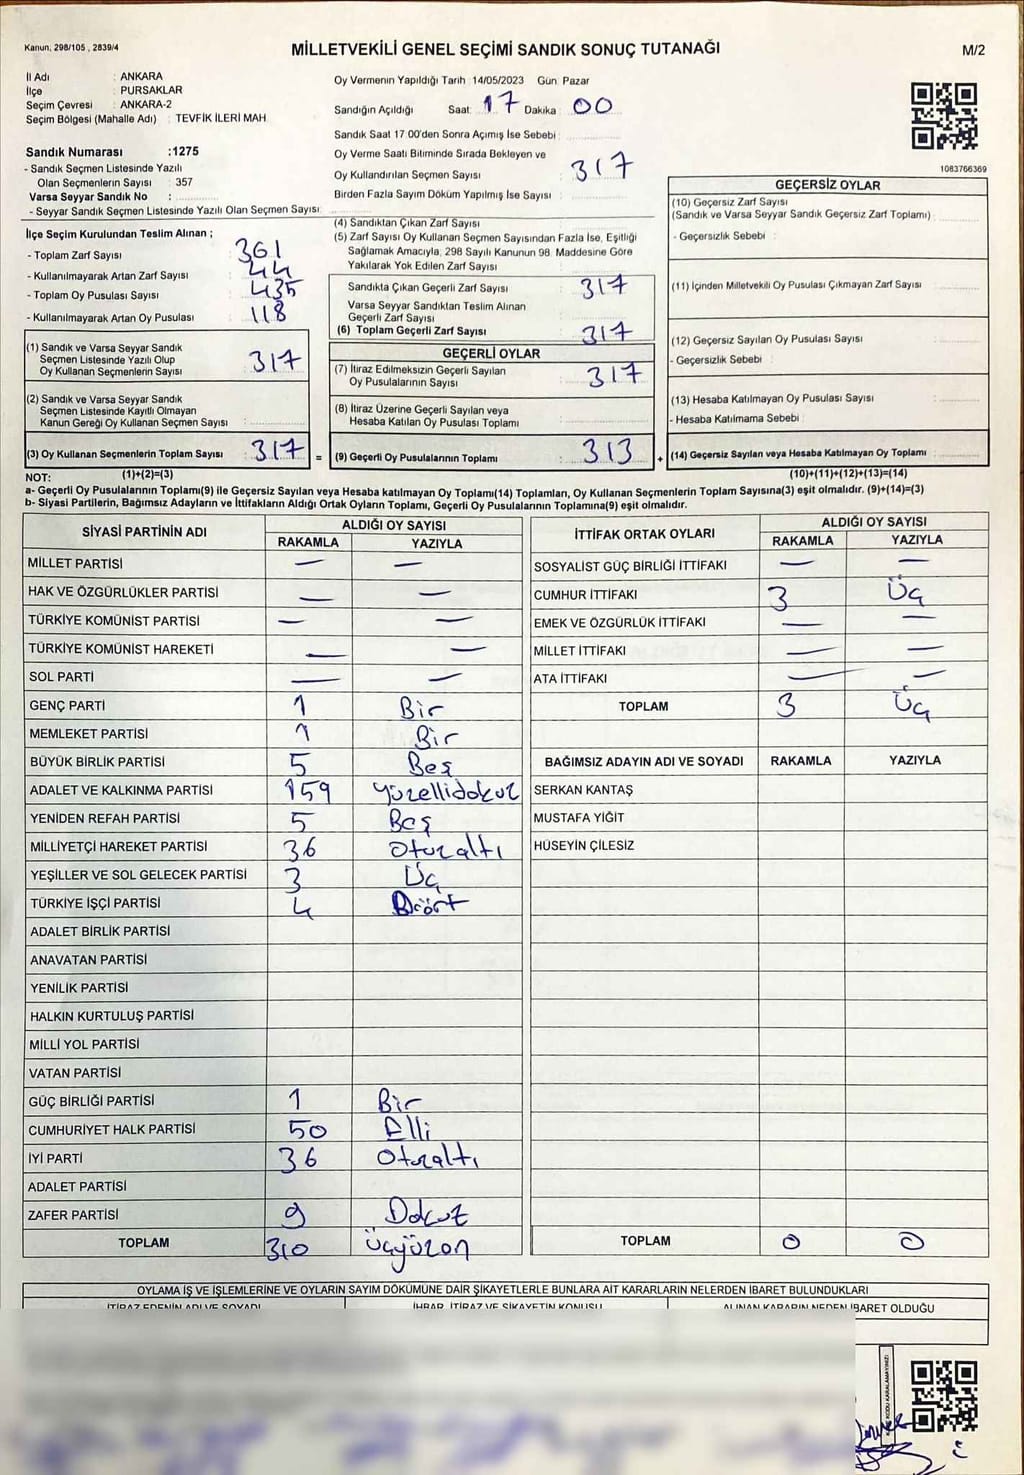 Kanun, 298/105 , 2839/4
MİLLETVEKİLİ GENEL SEÇİMİ SANDIK SONUÇ TUTANAĞI
M/2
İl Adı : ANKARA
İlçe : PURSAKLAR
Seçim Çevresi : ANKARA-2
Seçim Bölgesi (Mahalle Adı) : TEVFİK İLERİ MAH
Sandık Numarası :1275
- Sandık Seçmen Listesinde Yazılı
Olan Seçmenlerin Sayısı : 357
Varsa Seyyar Sandık No :
- Seyyar Sandık Seçmen Listesinde Yazılı Olan Seçmen Sayısı:
Oy Vermenin Yapıldığı Tarih :14/05/2023 Gün: Pazar
Sandığın Açıldığı Saat: 17 Dakika : 00
Sandık Saat 17:00'den Sonra Açımış İse Sebebi :
Oy Verme Saati Bitiminde Sırada Bekleyen ve
Oy Kullandırılan Seçmen Sayısı : 317
Birden Fazla Sayım Döküm Yapılmış İse Sayısı :
1083766369
İlçe Seçim Kurulundan Teslim Alınan ;
- Toplam Zarf Sayısı : 361
- Kullanılmayarak Artan Zarf Sayısı : 44
- Toplam Oy Pusulası Sayısı : 435
- Kullanılmayarak Artan Oy Pusulası : 118
(1) Sandık ve Varsa Seyyar Sandık
Seçmen Listesinde Yazılı Olup
Oy Kullanan Seçmenlerin Sayısı : 317
(2) Sandık ve Varsa Seyyar Sandık
Seçmen Listesinde Kayıtlı Olmayan
Kanun Gereği Oy Kullanan Seçmen Sayısı :
(3) Oy Kullanan Seçmenlerin Toplam Sayısı : 317
(1)+(2)=(3)
(4) Sandıktan Çıkan Zarf Sayısı :
(5) Zarf Sayısı Oy Kullanan Seçmen Sayısından Fazla İse, Eşitliği
Sağlamak Amacıyla, 298 Sayılı Kanunun 98. Maddesine Göre
Yakılarak Yok Edilen Zarf Sayısı :
Sandıkta Çıkan Geçerli Zarf Sayısı : 317
Varsa Seyyar Sandıktan Teslim Alınan
Geçerli Zarf Sayısı :
(6) Toplam Geçerli Zarf Sayısı : 317
GEÇERLİ OYLAR
(7) İtiraz Edilmeksizin Geçerli Sayılan
Oy Pusulalarının Sayısı : 317
(8) İtiraz Üzerine Geçerli Sayılan veya
Hesaba Katılan Oy Pusulası Toplamı :
= (9) Geçerli Oy Pusulalarının Toplamı : 313 +
GEÇERSİZ OYLAR
(10) Geçersiz Zarf Sayısı
(Sandık ve Varsa Seyyar Sandık Geçersiz Zarf Toplamı) :
- Geçersizlik Sebebi :
(11) İçinden Milletvekili Oy Pusulası Çıkmayan Zarf Sayısı :
(12) Geçersiz Sayılan Oy Pusulası Sayısı :
- Geçersizlik Sebebi :
(13) Hesaba Katılmayan Oy Pusulası Sayısı :
- Hesaba Katılmama Sebebi :
(14) Geçersiz Sayılan veya Hesaba Katılmayan Oy Toplamı :
(10)+(11)+(12)+(13)=(14)
NOT:
a- Geçerli Oy Pusulalarının Toplamı(9) ile Geçersiz Sayılan veya Hesaba katılmayan Oy Toplamı(14) Toplamları, Oy Kullanan Seçmenlerin Toplam Sayısına(3) eşit olmalıdır. (9)+(14)=(3)
b- Siyasi Partilerin, Bağımsız Adayların ve İttifakların Aldığı Ortak Oyların Toplamı, Geçerli Oy Pusulalarının Toplamına(9) eşit olmalıdır.
SİYASİ PARTİNİN ADI ALDIĞI OY SAYISI
RAKAMLA YAZIYLA
MİLLET PARTİSİ — —
HAK VE ÖZGÜRLÜKLER PARTİSİ — —
TÜRKİYE KOMÜNİST PARTİSİ — —
TÜRKİYE KOMÜNİST HAREKETİ — —
SOL PARTİ — —
GENÇ PARTİ 1 Bir
MEMLEKET PARTİSİ 1 Bir
BÜYÜK BİRLİK PARTİSİ 5 Beş
ADALET VE KALKINMA PARTİSİ 159 Yüzellidokuz
YENİDEN REFAH PARTİSİ 5 Beş
MİLLİYETÇİ HAREKET PARTİSİ 36 Otuzaltı
YEŞİLLER VE SOL GELECEK PARTİSİ 3 Üç
TÜRKİYE İŞÇİ PARTİSİ 4 Dört
ADALET BİRLİK PARTİSİ
ANAVATAN PARTİSİ
YENİLİK PARTİSİ
HALKIN KURTULUŞ PARTİSİ
MİLLİ YOL PARTİSİ
VATAN PARTİSİ
GÜÇ BİRLİĞİ PARTİSİ 1 Bir
CUMHURİYET HALK PARTİSİ 50 Elli
İYİ PARTİ 36 Otuzaltı
ADALET PARTİSİ
ZAFER PARTİSİ 9 Dokuz
TOPLAM 310 Üçyüzon
İTTİFAK ORTAK OYLARI ALDIĞI OY SAYISI
RAKAMLA YAZIYLA
SOSYALİST GÜÇ BİRLİĞİ İTTİFAKI — —
CUMHUR İTTİFAKI 3 Üç
EMEK VE ÖZGÜRLÜK İTTİFAKI — —
MİLLET İTTİFAKI — —
ATA İTTİFAKI — —
TOPLAM 3 Üç
BAĞIMSIZ ADAYIN ADI VE SOYADI RAKAMLA YAZIYLA
SERKAN KANTAŞ
MUSTAFA YİĞİT
HÜSEYİN ÇİLESİZ
TOPLAM 0 0
OYLAMA İŞ VE İŞLEMLERİNE VE OYLARIN SAYIM DÖKÜMÜNE DAİR ŞİKAYETLERLE BUNLARA AİT KARARLARIN NELERDEN İBARET BULUNDUKLARI
İTİRAZ EDENİN ADI VE SOYADI İHBAR, İTİRAZ VE ŞİKAYETİN KONUSU ALINAN KARARIN NEDEN İBARET OLDUĞU
KODU KARALAMAYINIZ!